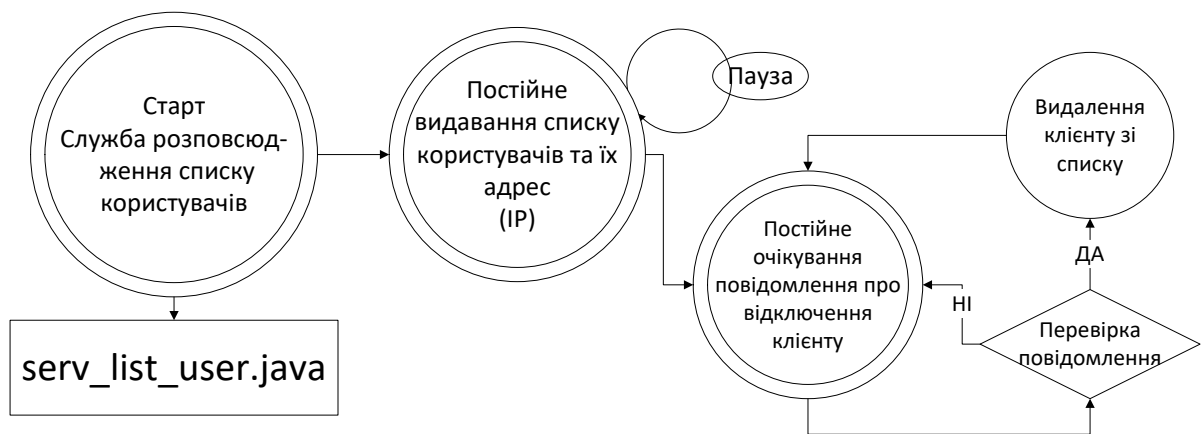 Старт
Служба розповсюд-
ження списку
користувачів
serv_list_user.java
Постійне
видавання списку
користувачів та їх
адрес
(IP)
Пауза
Постійне
очікування
повідомлення про
відключення
клієнту
Видалення
клієнту зі
списку
ДА
НІ
Перевірка
повідомлення